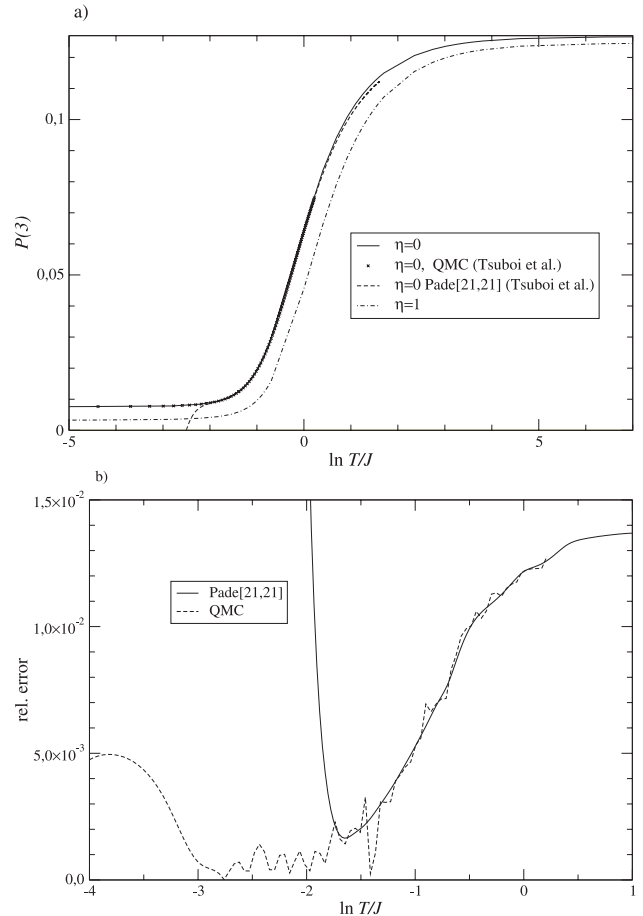 a)
0,1
0,05
0
P(3)
-5
0
5
ln T/J
η=0
η=0, QMC (Tsuboi et al.)
η=0 Pade[21,21] (Tsuboi et al.)
η=1
b)
1,5×10⁻²
1,0×10⁻²
5,0×10⁻³
0,0
rel. error
Pade[21,21]
QMC
-4
-3
-2
-1
0
1
ln T/J